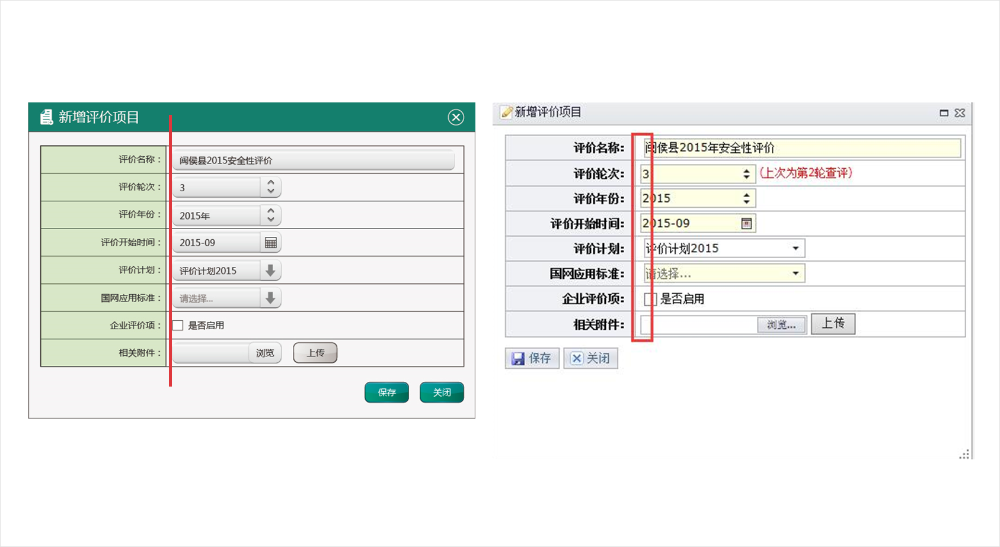 新增评价项目
评价名称： 闽侯县2015安全性评价
评价轮次： 3
评价年份： 2015年
评价开始时间： 2015-09
评价计划： 评价计划2015
国网应用标准： 请选择...
企业评价项： 是否启用
相关附件： 浏览 上传
保存 关闭
新增评价项目
评价名称： 闽侯县2015年安全性评价
评价轮次： 3 (上次为第2轮查评)
评价年份： 2015
评价开始时间： 2015-09
评价计划： 评价计划2015
国网应用标准： 请选择...
企业评价项： 是否启用
相关附件： 浏览... 上传
保存 关闭